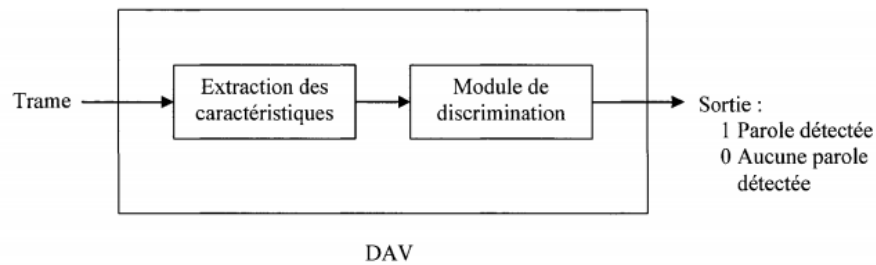 Trame
Extraction des
caractéristiques
Module de
discrimination
Sortie :
1 Parole détectée
0 Aucune parole
détectée
DAV